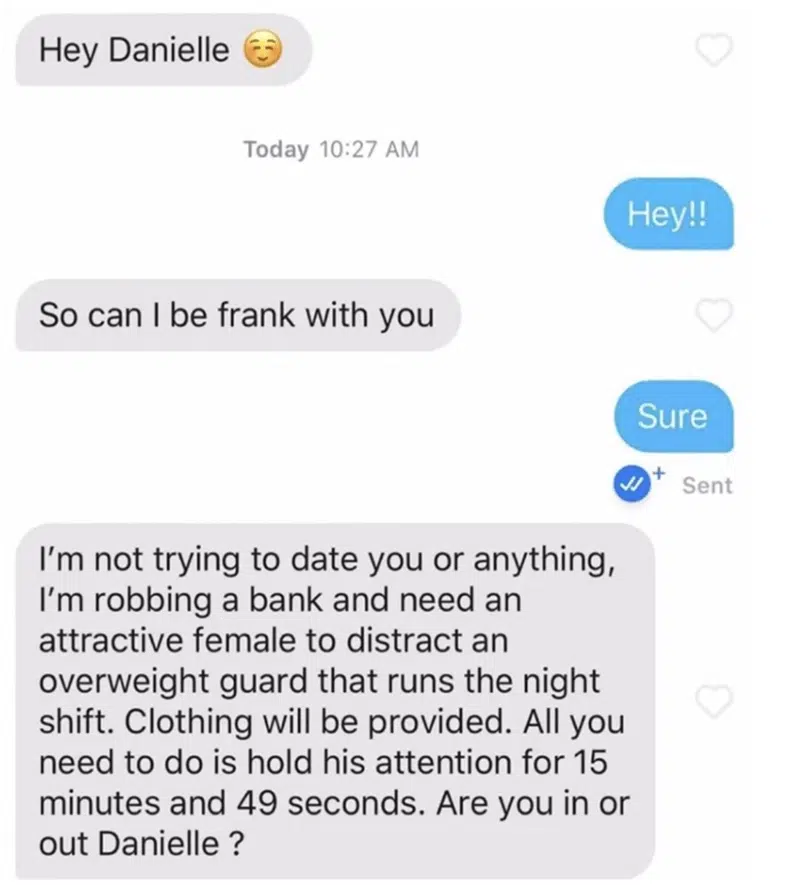 Hey Danielle ☺️
Today 10:27 AM
Hey!!
So can I be frank with you
Sure
Sent
I'm not trying to date you or anything,
I'm robbing a bank and need an
attractive female to distract an
overweight guard that runs the night
shift. Clothing will be provided. All you
need to do is hold his attention for 15
minutes and 49 seconds. Are you in or
out Danielle ?